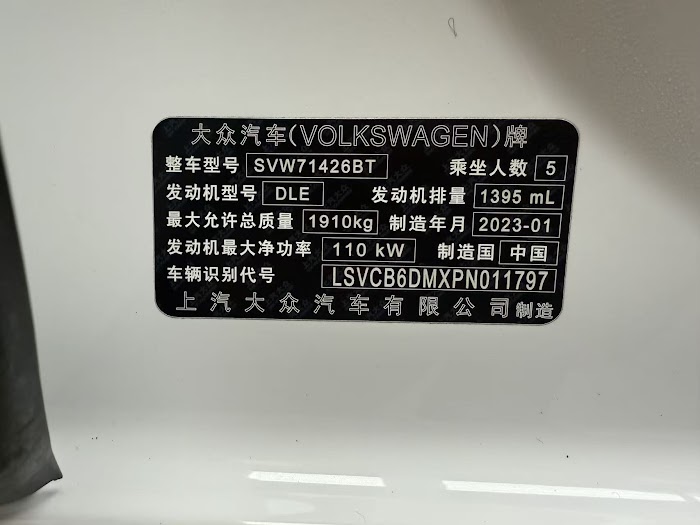 大众汽车(VOLKSWAGEN)牌
整车型号 SVW71426BT 乘坐人数 5
发动机型号 DLE 发动机排量 1395 mL
最大允许总质量 1910kg 制造年月 2023-01
发动机最大净功率 110 kW 制造国 中国
车辆识别代号 LSVCB6DMXPN011797
上汽大众汽车有限公司制造